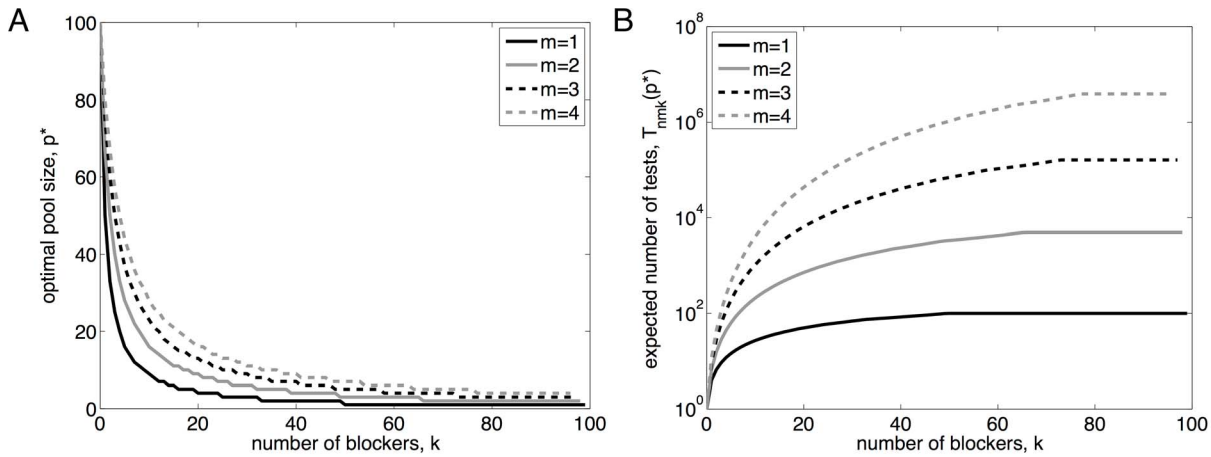 A
100
80
60
40
20
0
optimal pool size, p*
0 20 40 60 80 100
number of blockers, k
m=1
m=2
m=3
m=4
B
10^8
10^6
10^4
10^2
10^0
expected number of tests, T_nmk(p*)
0 20 40 60 80 100
number of blockers, k
m=1
m=2
m=3
m=4